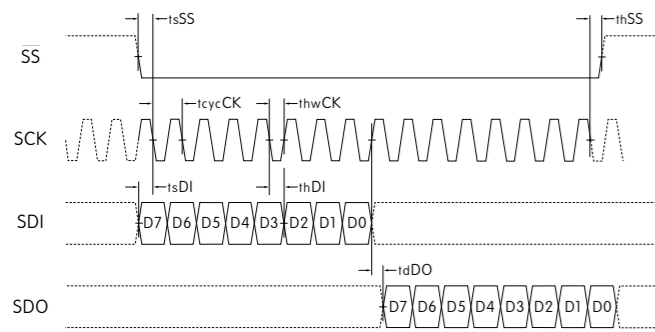 tsSS
thSS
SS
tcycCK
thwCK
SCK
tsDI
thDI
SDI
D7 D6 D5 D4 D3 D2 D1 D0
tdDO
SDO
D7 D6 D5 D4 D3 D2 D1 D0